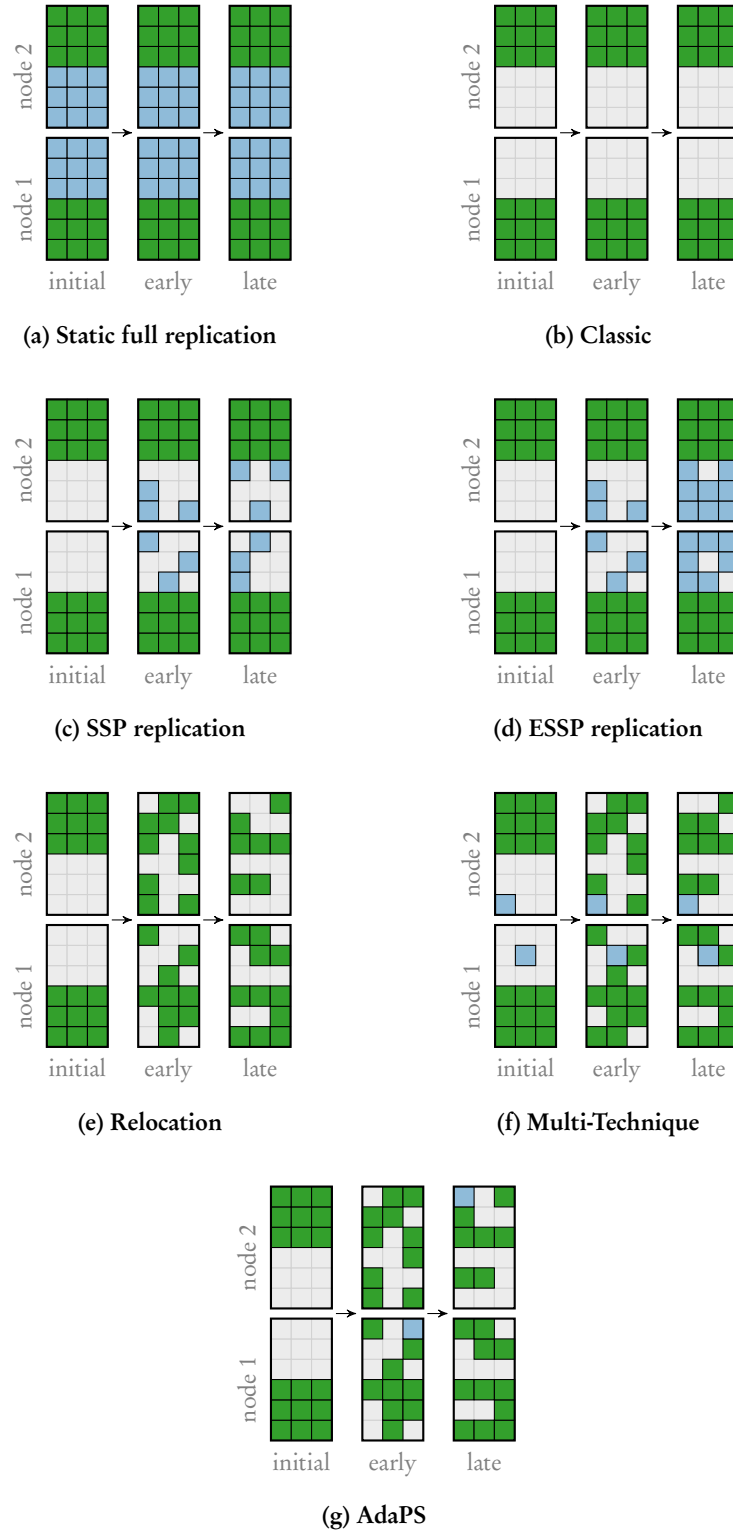 node 2
node 1
initial early late
(a) Static full replication
node 2
node 1
initial early late
(b) Classic
node 2
node 1
initial early late
(c) SSP replication
node 2
node 1
initial early late
(d) ESSP replication
node 2
node 1
initial early late
(e) Relocation
node 2
node 1
initial early late
(f) Multi-Technique
node 2
node 1
initial early late
(g) AdaPS